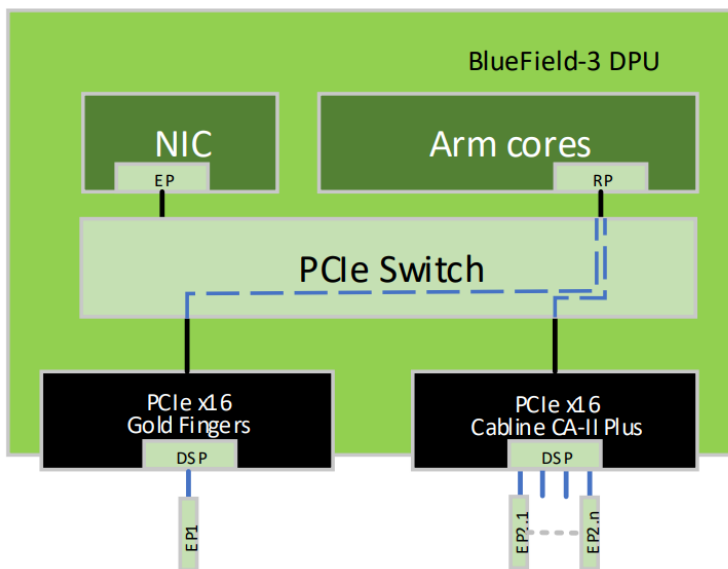 BlueField-3 DPU
NIC
Arm cores
EP
RP
PCIe Switch
PCIe x16
Gold Fingers
DSP
PCIe x16
Cabline CA-II Plus
DSP
EP1
EP2.1
EP2.n